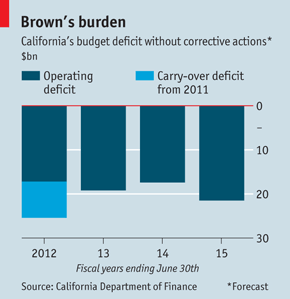 Brown's burden
California's budget deficit without corrective actions*
$bn
Operating
deficit
Carry-over deficit
from 2011
0
–
10
20
30
2012
13
14
15
Fiscal years ending June 30th
Source: California Department of Finance
*Forecast